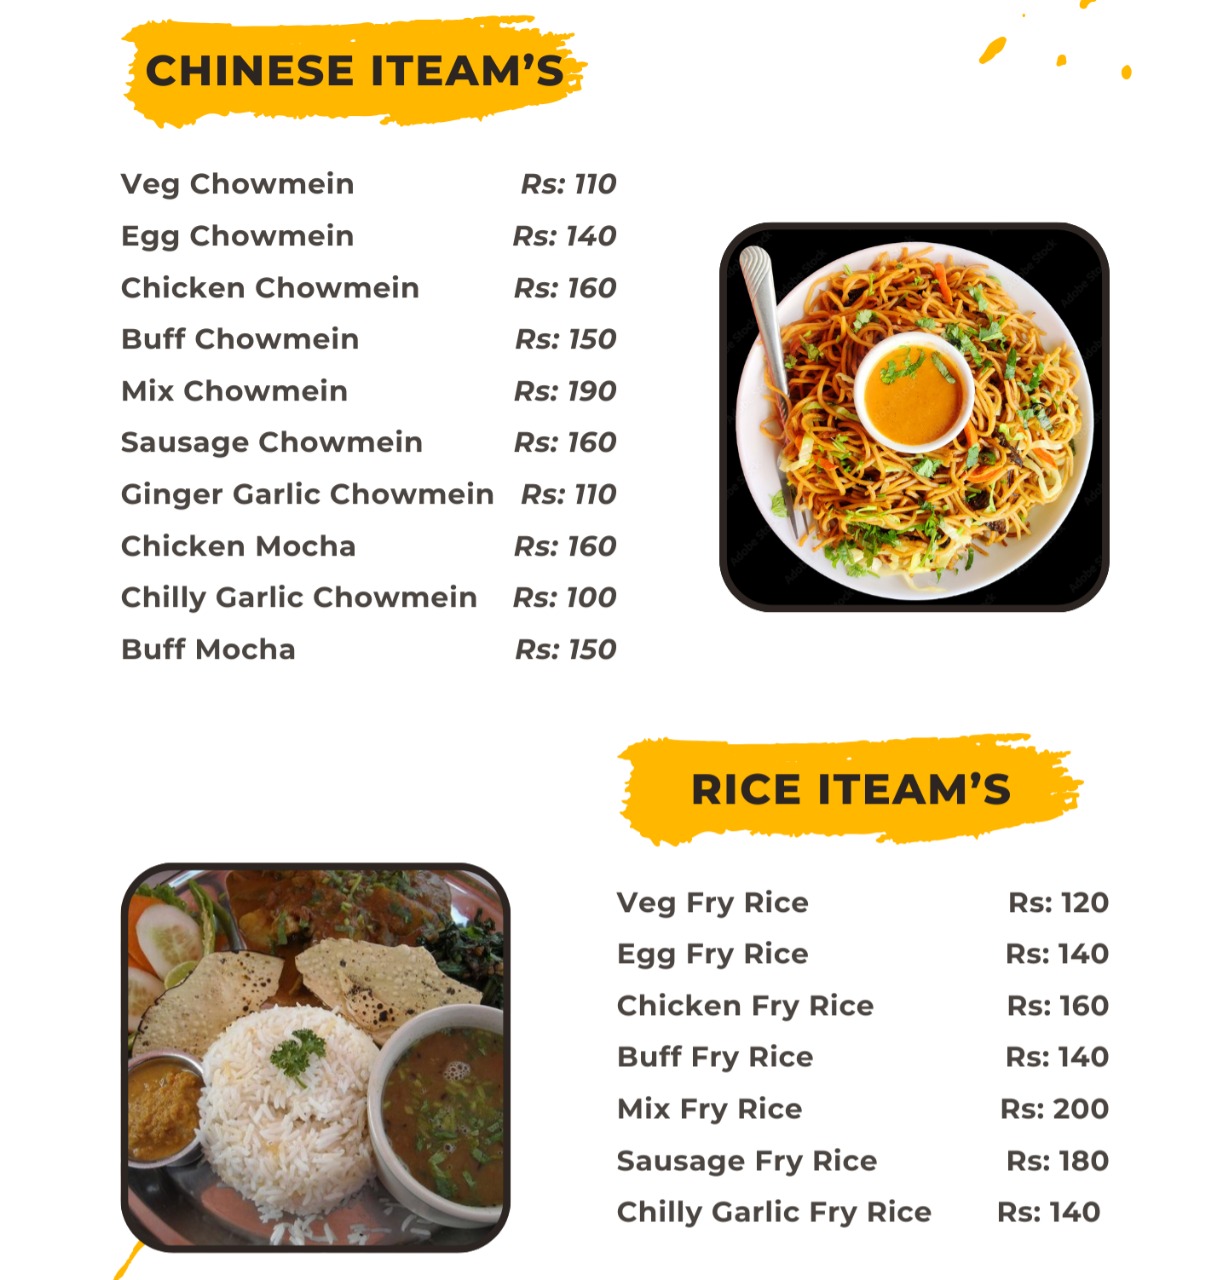 CHINESE ITEAM’S
Veg Chowmein Rs: 110
Egg Chowmein Rs: 140
Chicken Chowmein Rs: 160
Buff Chowmein Rs: 150
Mix Chowmein Rs: 190
Sausage Chowmein Rs: 160
Ginger Garlic Chowmein Rs: 110
Chicken Mocha Rs: 160
Chilly Garlic Chowmein Rs: 100
Buff Mocha Rs: 150
Adobe Stock
RICE ITEAM’S
Veg Fry Rice Rs: 120
Egg Fry Rice Rs: 140
Chicken Fry Rice Rs: 160
Buff Fry Rice Rs: 140
Mix Fry Rice Rs: 200
Sausage Fry Rice Rs: 180
Chilly Garlic Fry Rice Rs: 140